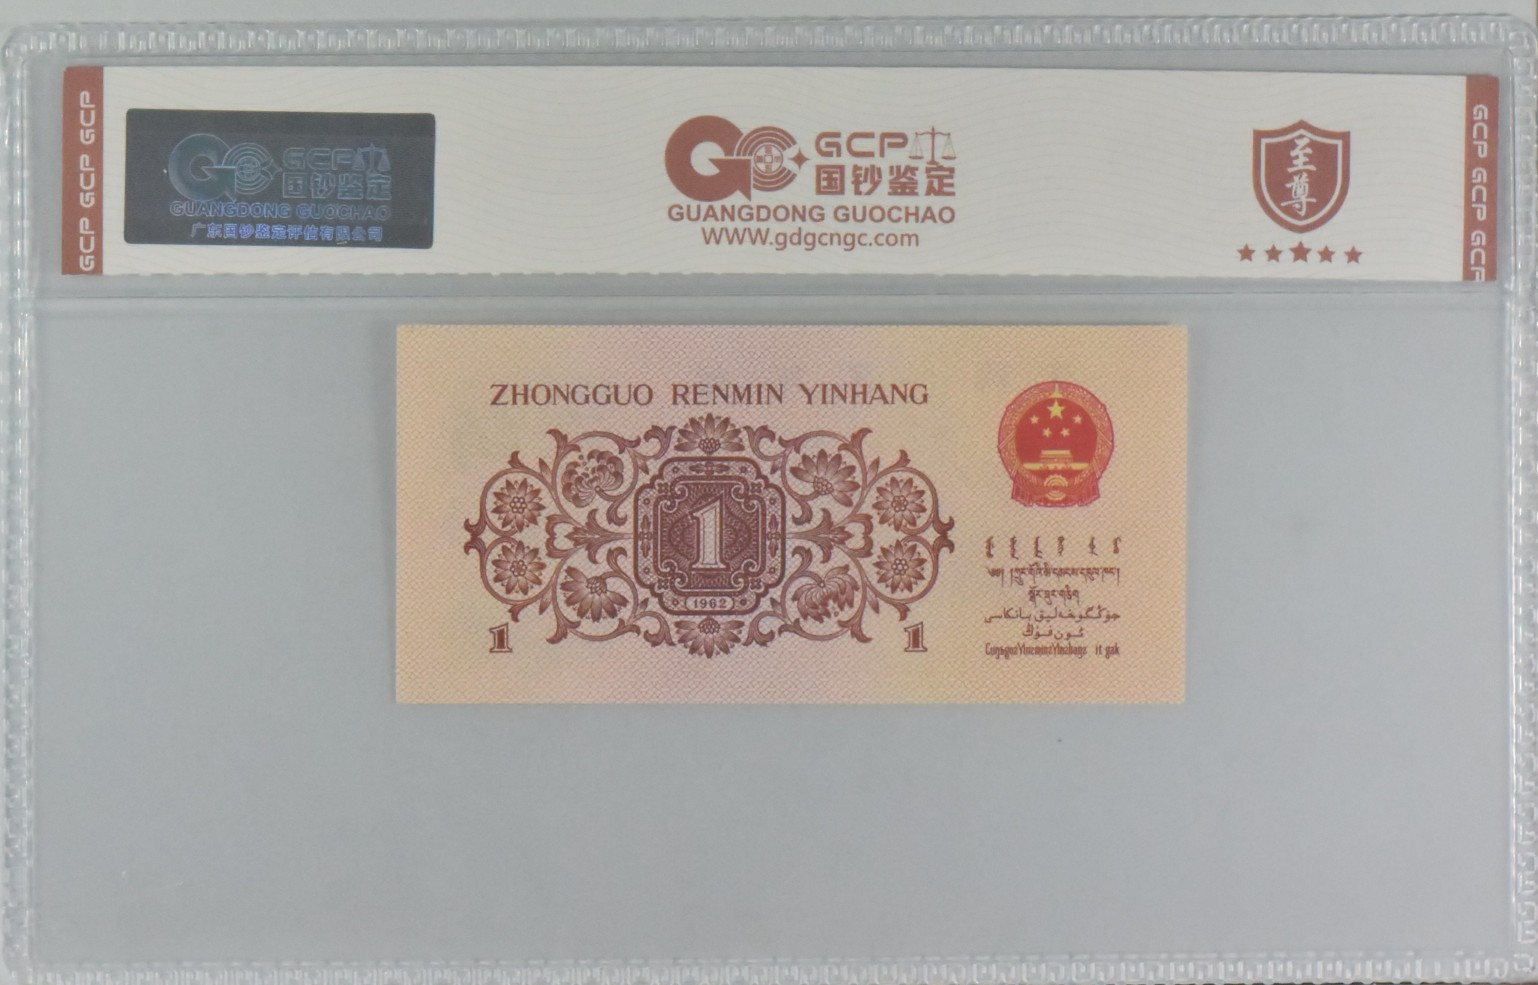 GCP GCP GCP
GCP
国钞鉴定
GUANGDONG GUOCHAO
广东国钞鉴定评估有限公司
GCP
国钞鉴定
GUANGDONG GUOCHAO
WWW.gdgcngc.com
至尊
GCP GCP GCP
ZHONGGUO RENMIN YINHANG
1
1962
1 1
جۇڭگوخەلىق بانكاسى